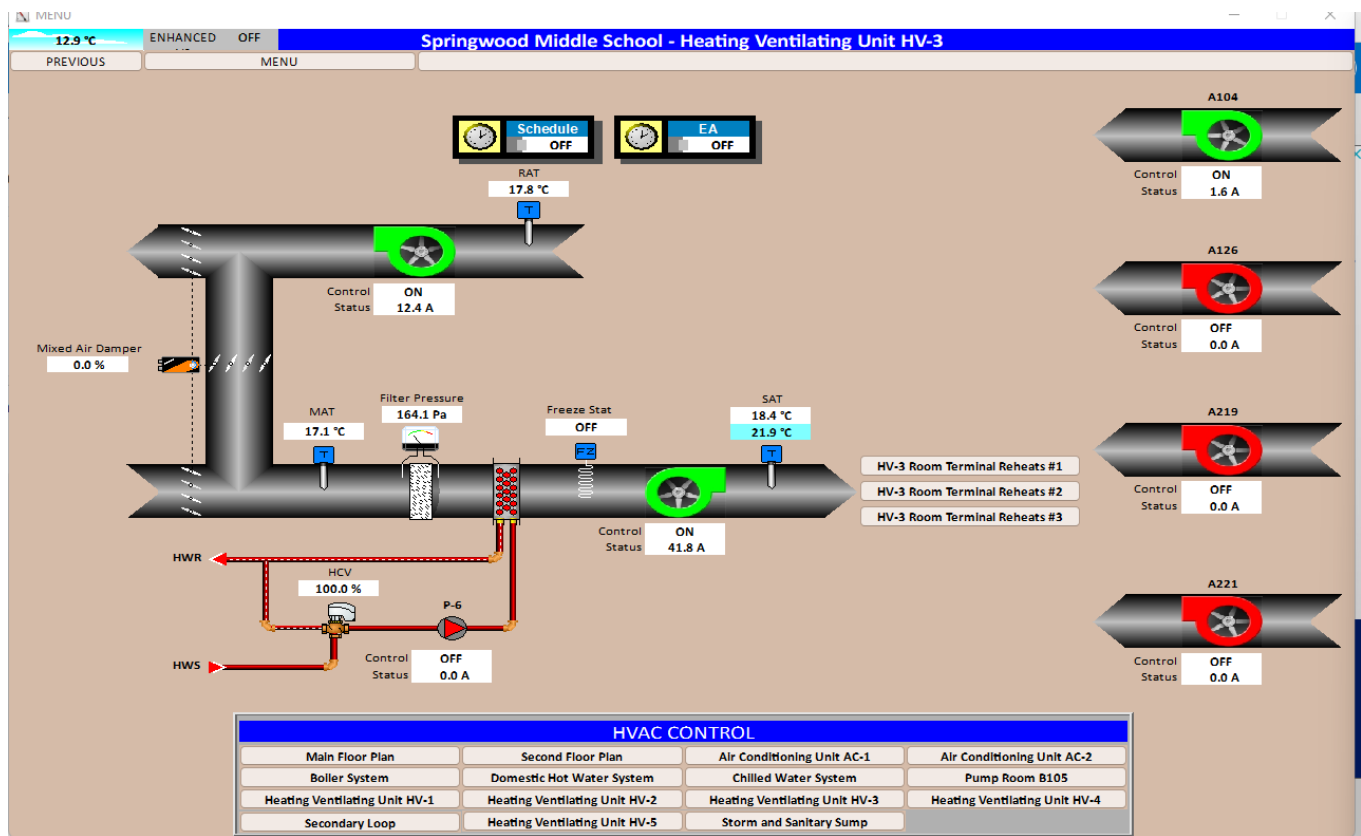 MENU
12.9 °C ENHANCED OFF
Springwood Middle School - Heating Ventilating Unit HV-3
PREVIOUS MENU
A104
Control ON
Status 1.6 A
Schedule
OFF
EA
OFF
RAT
17.8 °C
T
Control ON
Status 12.4 A
A126
Control OFF
Status 0.0 A
Mixed Air Damper
0.0 %
MAT
17.1 °C
T
Filter Pressure
164.1 Pa
Freeze Stat
OFF
FZ
SAT
18.4 °C
21.9 °C
T
Control ON
Status 41.8 A
HV-3 Room Terminal Reheats #1
HV-3 Room Terminal Reheats #2
HV-3 Room Terminal Reheats #3
A219
Control OFF
Status 0.0 A
HWR
HCV
100.0 %
P-6
HWS
Control OFF
Status 0.0 A
A221
Control OFF
Status 0.0 A
HVAC CONTROL
Main Floor Plan Second Floor Plan Air Conditioning Unit AC-1 Air Conditioning Unit AC-2
Boiler System Domestic Hot Water System Chilled Water System Pump Room B105
Heating Ventilating Unit HV-1 Heating Ventilating Unit HV-2 Heating Ventilating Unit HV-3 Heating Ventilating Unit HV-4
Secondary Loop Heating Ventilating Unit HV-5 Storm and Sanitary Sump